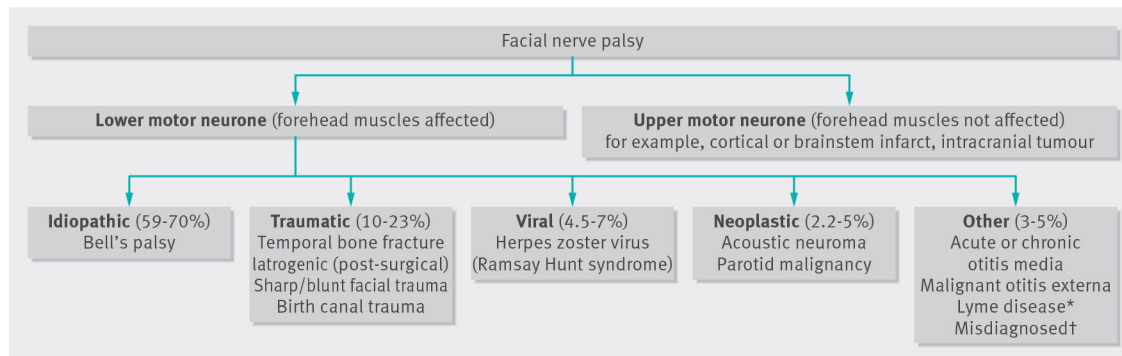 Facial nerve palsy
Lower motor neurone (forehead muscles affected)
Upper motor neurone (forehead muscles not affected)
for example, cortical or brainstem infarct, intracranial tumour
Idiopathic (59-70%)
Bell's palsy
Traumatic (10-23%)
Temporal bone fracture
Iatrogenic (post-surgical)
Sharp/blunt facial trauma
Birth canal trauma
Viral (4.5-7%)
Herpes zoster virus
(Ramsay Hunt syndrome)
Neoplastic (2.2-5%)
Acoustic neuroma
Parotid malignancy
Other (3-5%)
Acute or chronic
otitis media
Malignant otitis externa
Lyme disease*
Misdiagnosed†